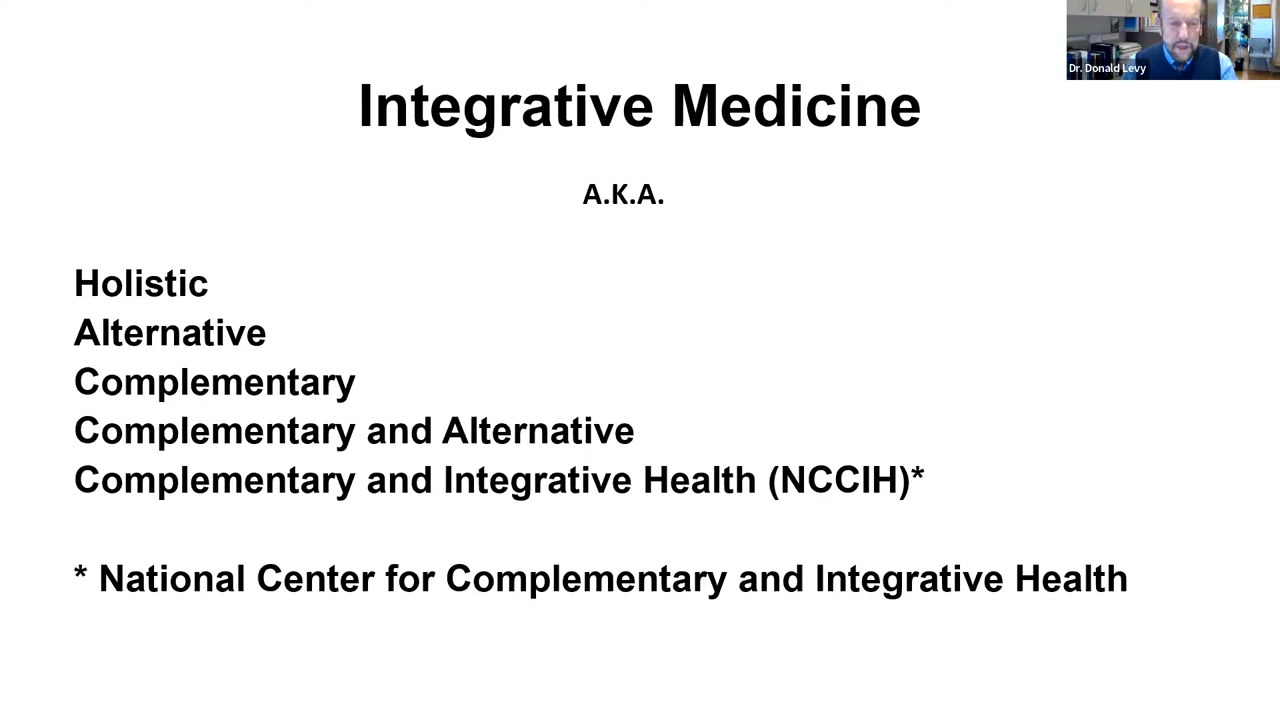 Dr. Donald Levy
Integrative Medicine
A.K.A.
Holistic
Alternative
Complementary
Complementary and Alternative
Complementary and Integrative Health (NCCIH)*
* National Center for Complementary and Integrative Health